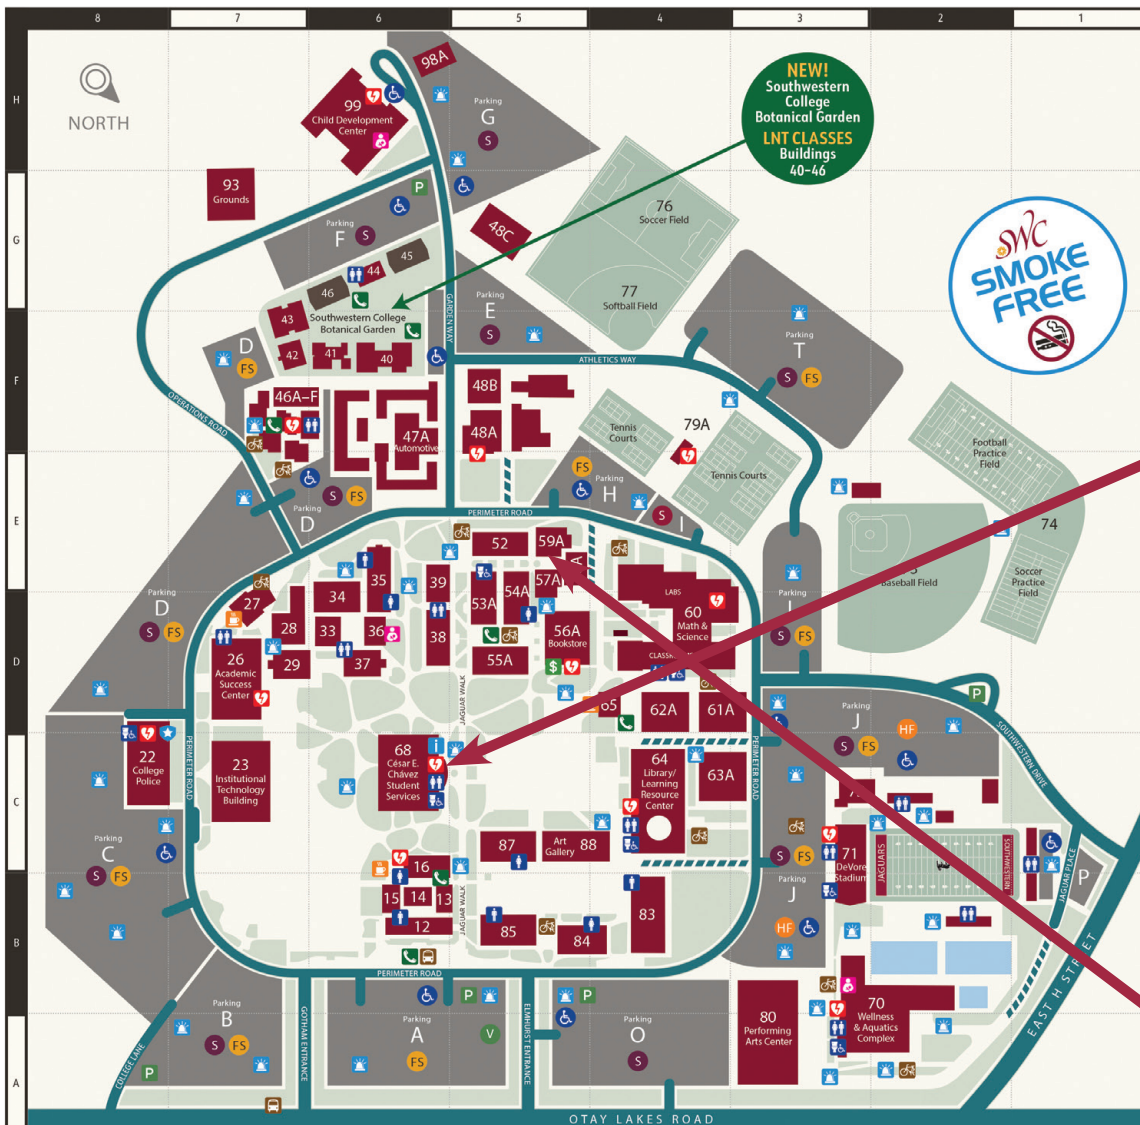 8 7 6 5 4 3 2 1
H
G
F
E
D
C
B
A
NORTH
98A
99
Child Development
Center
Parking
G
S
NEW!
Southwestern
College
Botanical Garden
LNT CLASSES
Buildings
40–46
93
Grounds
P
Parking
F S
48C
76
Soccer Field
77
Softball Field
SWC
SMOKE
FREE
45
44
46
43
Southwestern College
Botanical Garden
42
41
40
GARDEN WAY
Parking
E
S
ATHLETICS WAY
Parking
T
S FS
D
FS
OPERATIONS ROAD
46A–F
47A
Automotive
48B
48A
Tennis
Courts
79A
Tennis Courts
Football
Practice
Field
FS
Parking
H
S
I
S FS
Parking
D
PERIMETER ROAD
74
Soccer
Practice
Field
Baseball Field
52
59A
A
57A
53A
54A
56A
Bookstore
$
55A
39
38
35
34
33
36
37
27
28
29
26
Academic
Success
Center
Parking
D
S FS
LABS
60
Math &
Science
Parking
I
S FS
65
62A
61A
JAGUAR WALK
P
Parking
J
S FS
HF
SOUTHWESTERN DRIVE
22
College
Police
PERIMETER ROAD
23
Institutional
Technology
Building
68
César E.
Chávez
Student
Services
i
64
Library/
Learning
Resource
Center
63A
PERIMETER ROAD
Parking
C
S FS
87
Art
Gallery
88
16
15
14
13
12
JAGUAR WALK
85
84
83
S FS
Parking
J
HF
71
DeVore
Stadium
JAGUARS
SOUTHWESTERN
P
JAGUAR PLACE
PERIMETER ROAD
EAST H STREET
Parking
B
S FS
P
COLLEGE LANE
GOTHAM ENTRANCE
P
Parking
A
FS
V
ELMHURST ENTRANCE
P
Parking
O
S
80
Performing
Arts Center
70
Wellness
& Aquatics
Complex
OTAY LAKES ROAD